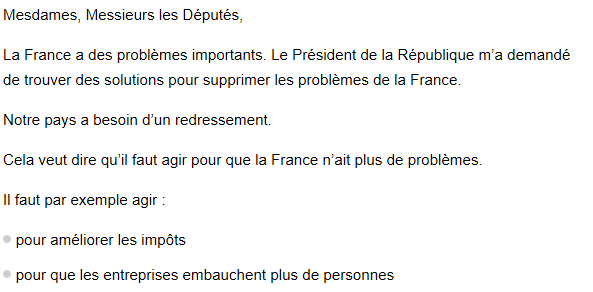 Mesdames, Messieurs les Députés,
La France a des problèmes importants. Le Président de la République m’a demandé
de trouver des solutions pour supprimer les problèmes de la France.
Notre pays a besoin d’un redressement.
Cela veut dire qu’il faut agir pour que la France n’ait plus de problèmes.
Il faut par exemple agir :
pour améliorer les impôts
pour que les entreprises embauchent plus de personnes